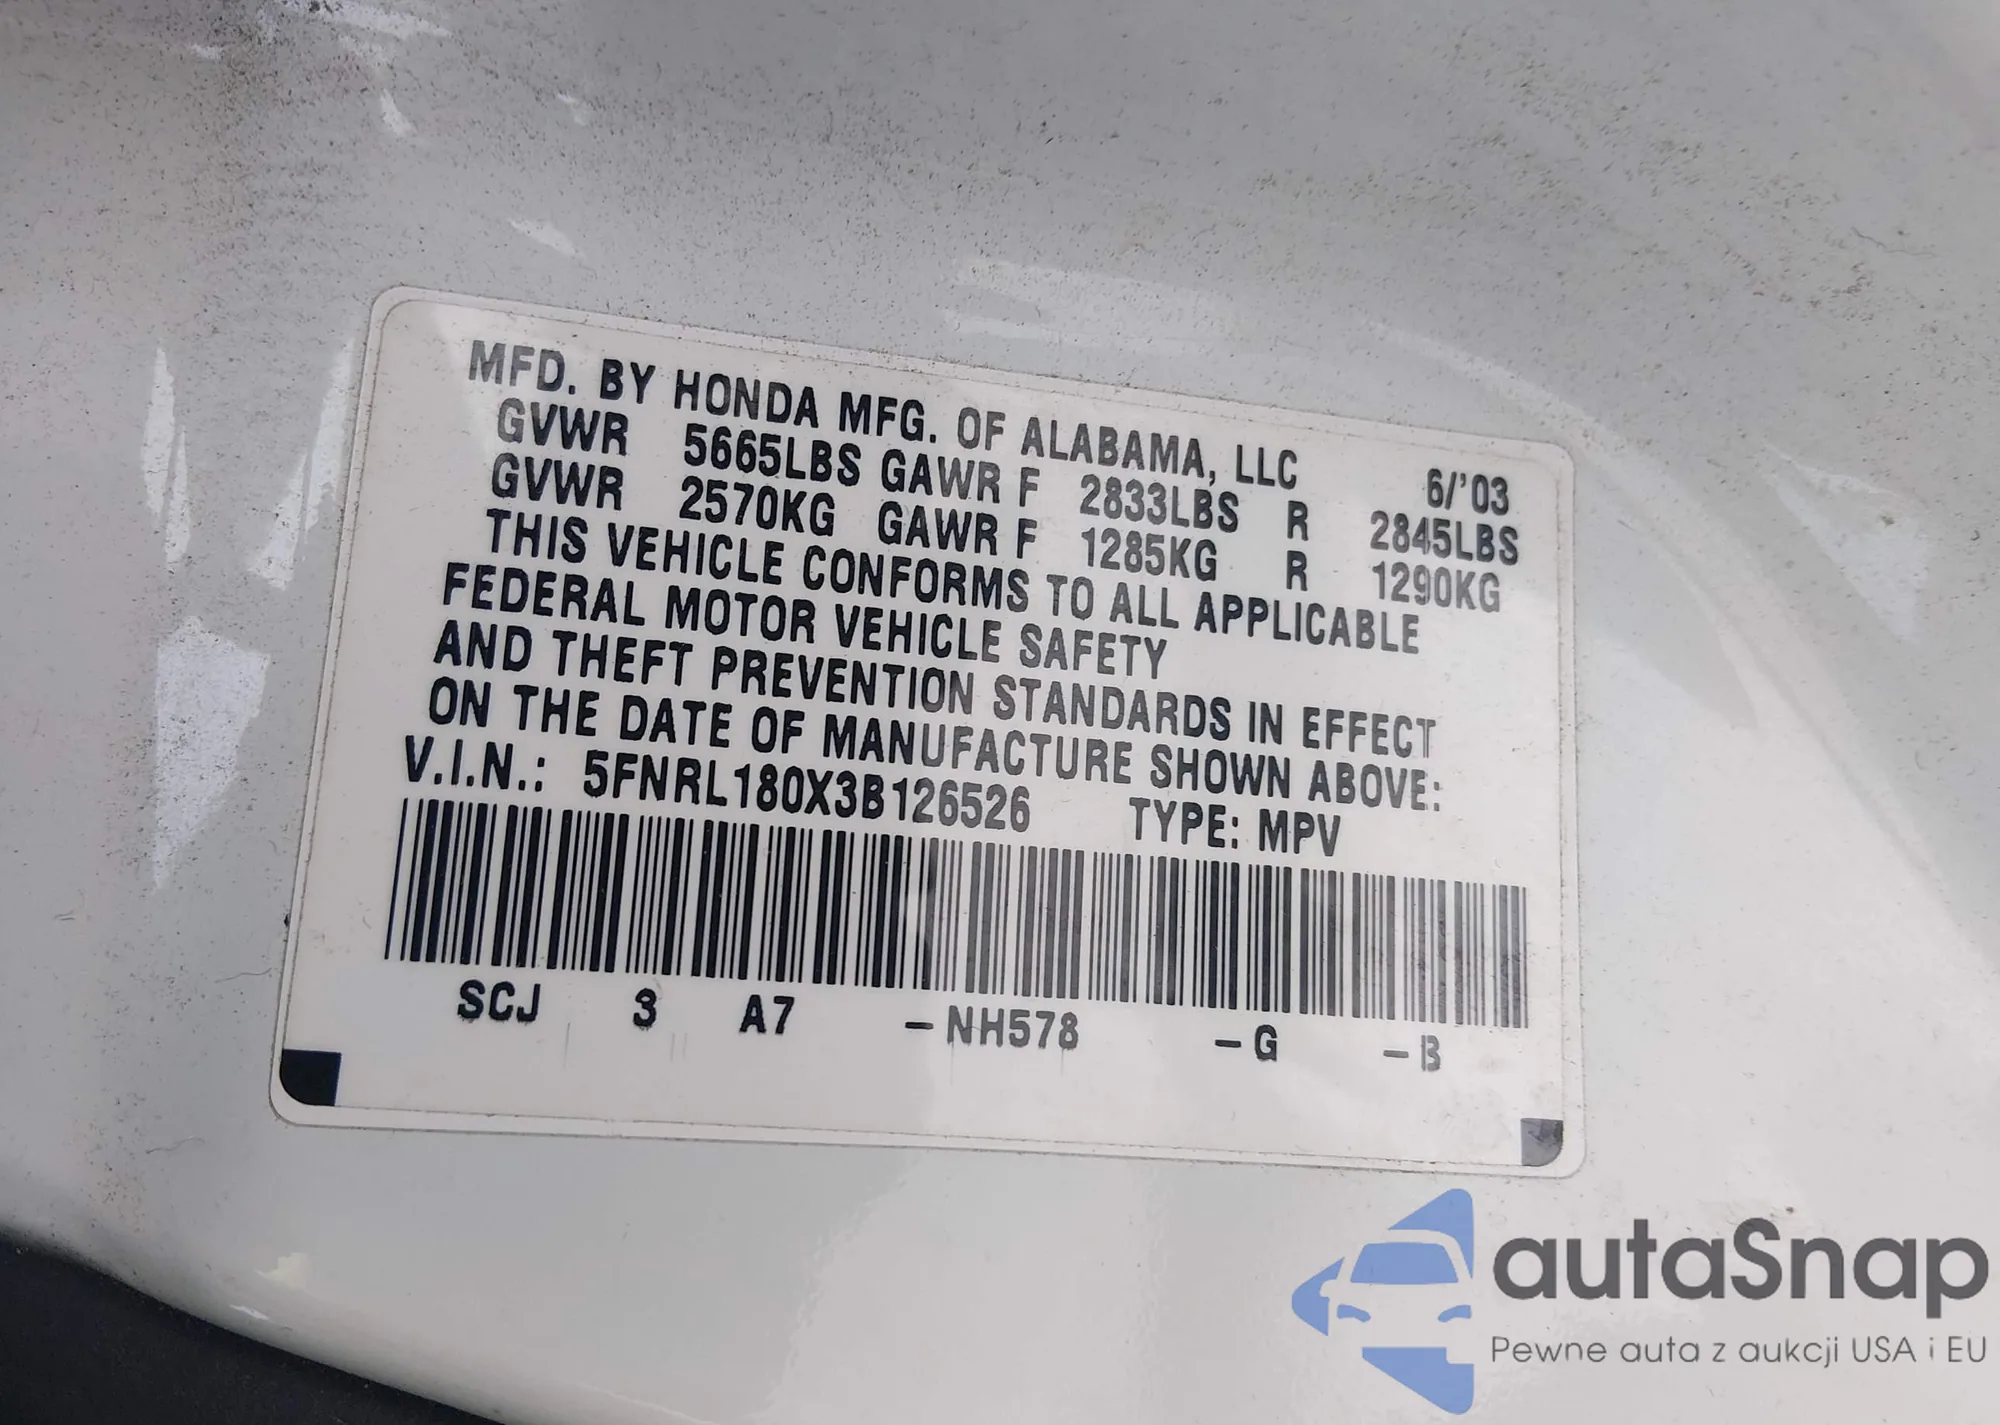 MFD. BY HONDA MFG. OF ALABAMA, LLC 6/'03
GVWR 5665LBS GAWR F 2833LBS R 2845LBS
GVWR 2570KG GAWR F 1285KG R 1290KG
THIS VEHICLE CONFORMS TO ALL APPLICABLE
FEDERAL MOTOR VEHICLE SAFETY
AND THEFT PREVENTION STANDARDS IN EFFECT
ON THE DATE OF MANUFACTURE SHOWN ABOVE:
V.I.N.: 5FNRL180X3B126526 TYPE: MPV
SCJ 3 A7 -NH578 -G -B
autaSnap
Pewne auta z aukcji USA i EU